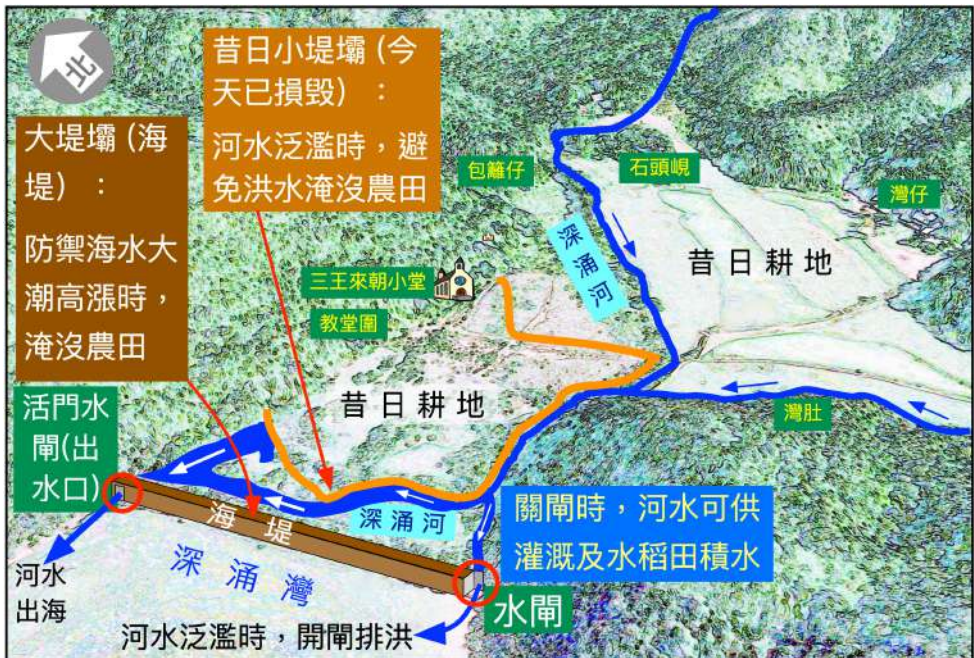 北
昔日小堤壩 (今
天已損毀) ：
河水泛濫時，避
免洪水淹沒農田
大堤壩 (海
堤) ：
防禦海水大
潮高漲時，
淹沒農田
包籬仔
石頭峴
灣仔
深涌河
昔日耕地
三王來朝小堂
教堂圍
昔日耕地
灣肚
活門水
閘(出
水口)
海堤
深涌河
關閘時，河水可供
灌溉及水稻田積水
深涌灣
水閘
河水
出海
河水泛濫時，開閘排洪